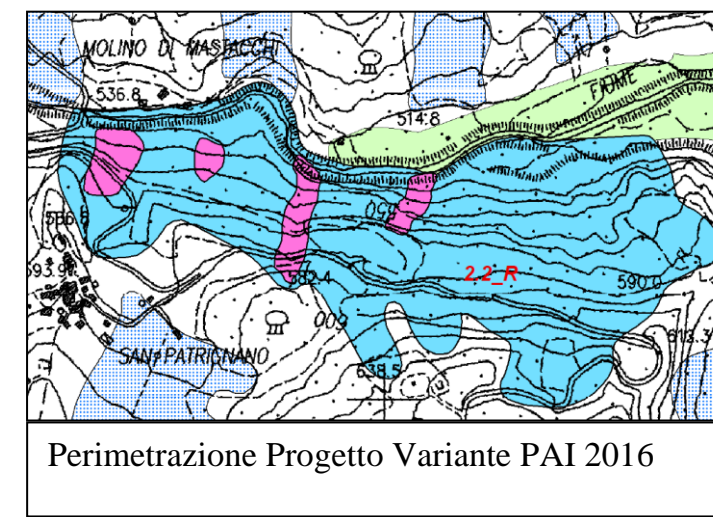 MOLINO DI MASTACCHI
536.8
514.8
FIUME
550
586.8
593.9
582.4
2.2_R
590.0
600
613.3
SAN PATRIGNANO
638.5
Perimetrazione Progetto Variante PAI 2016